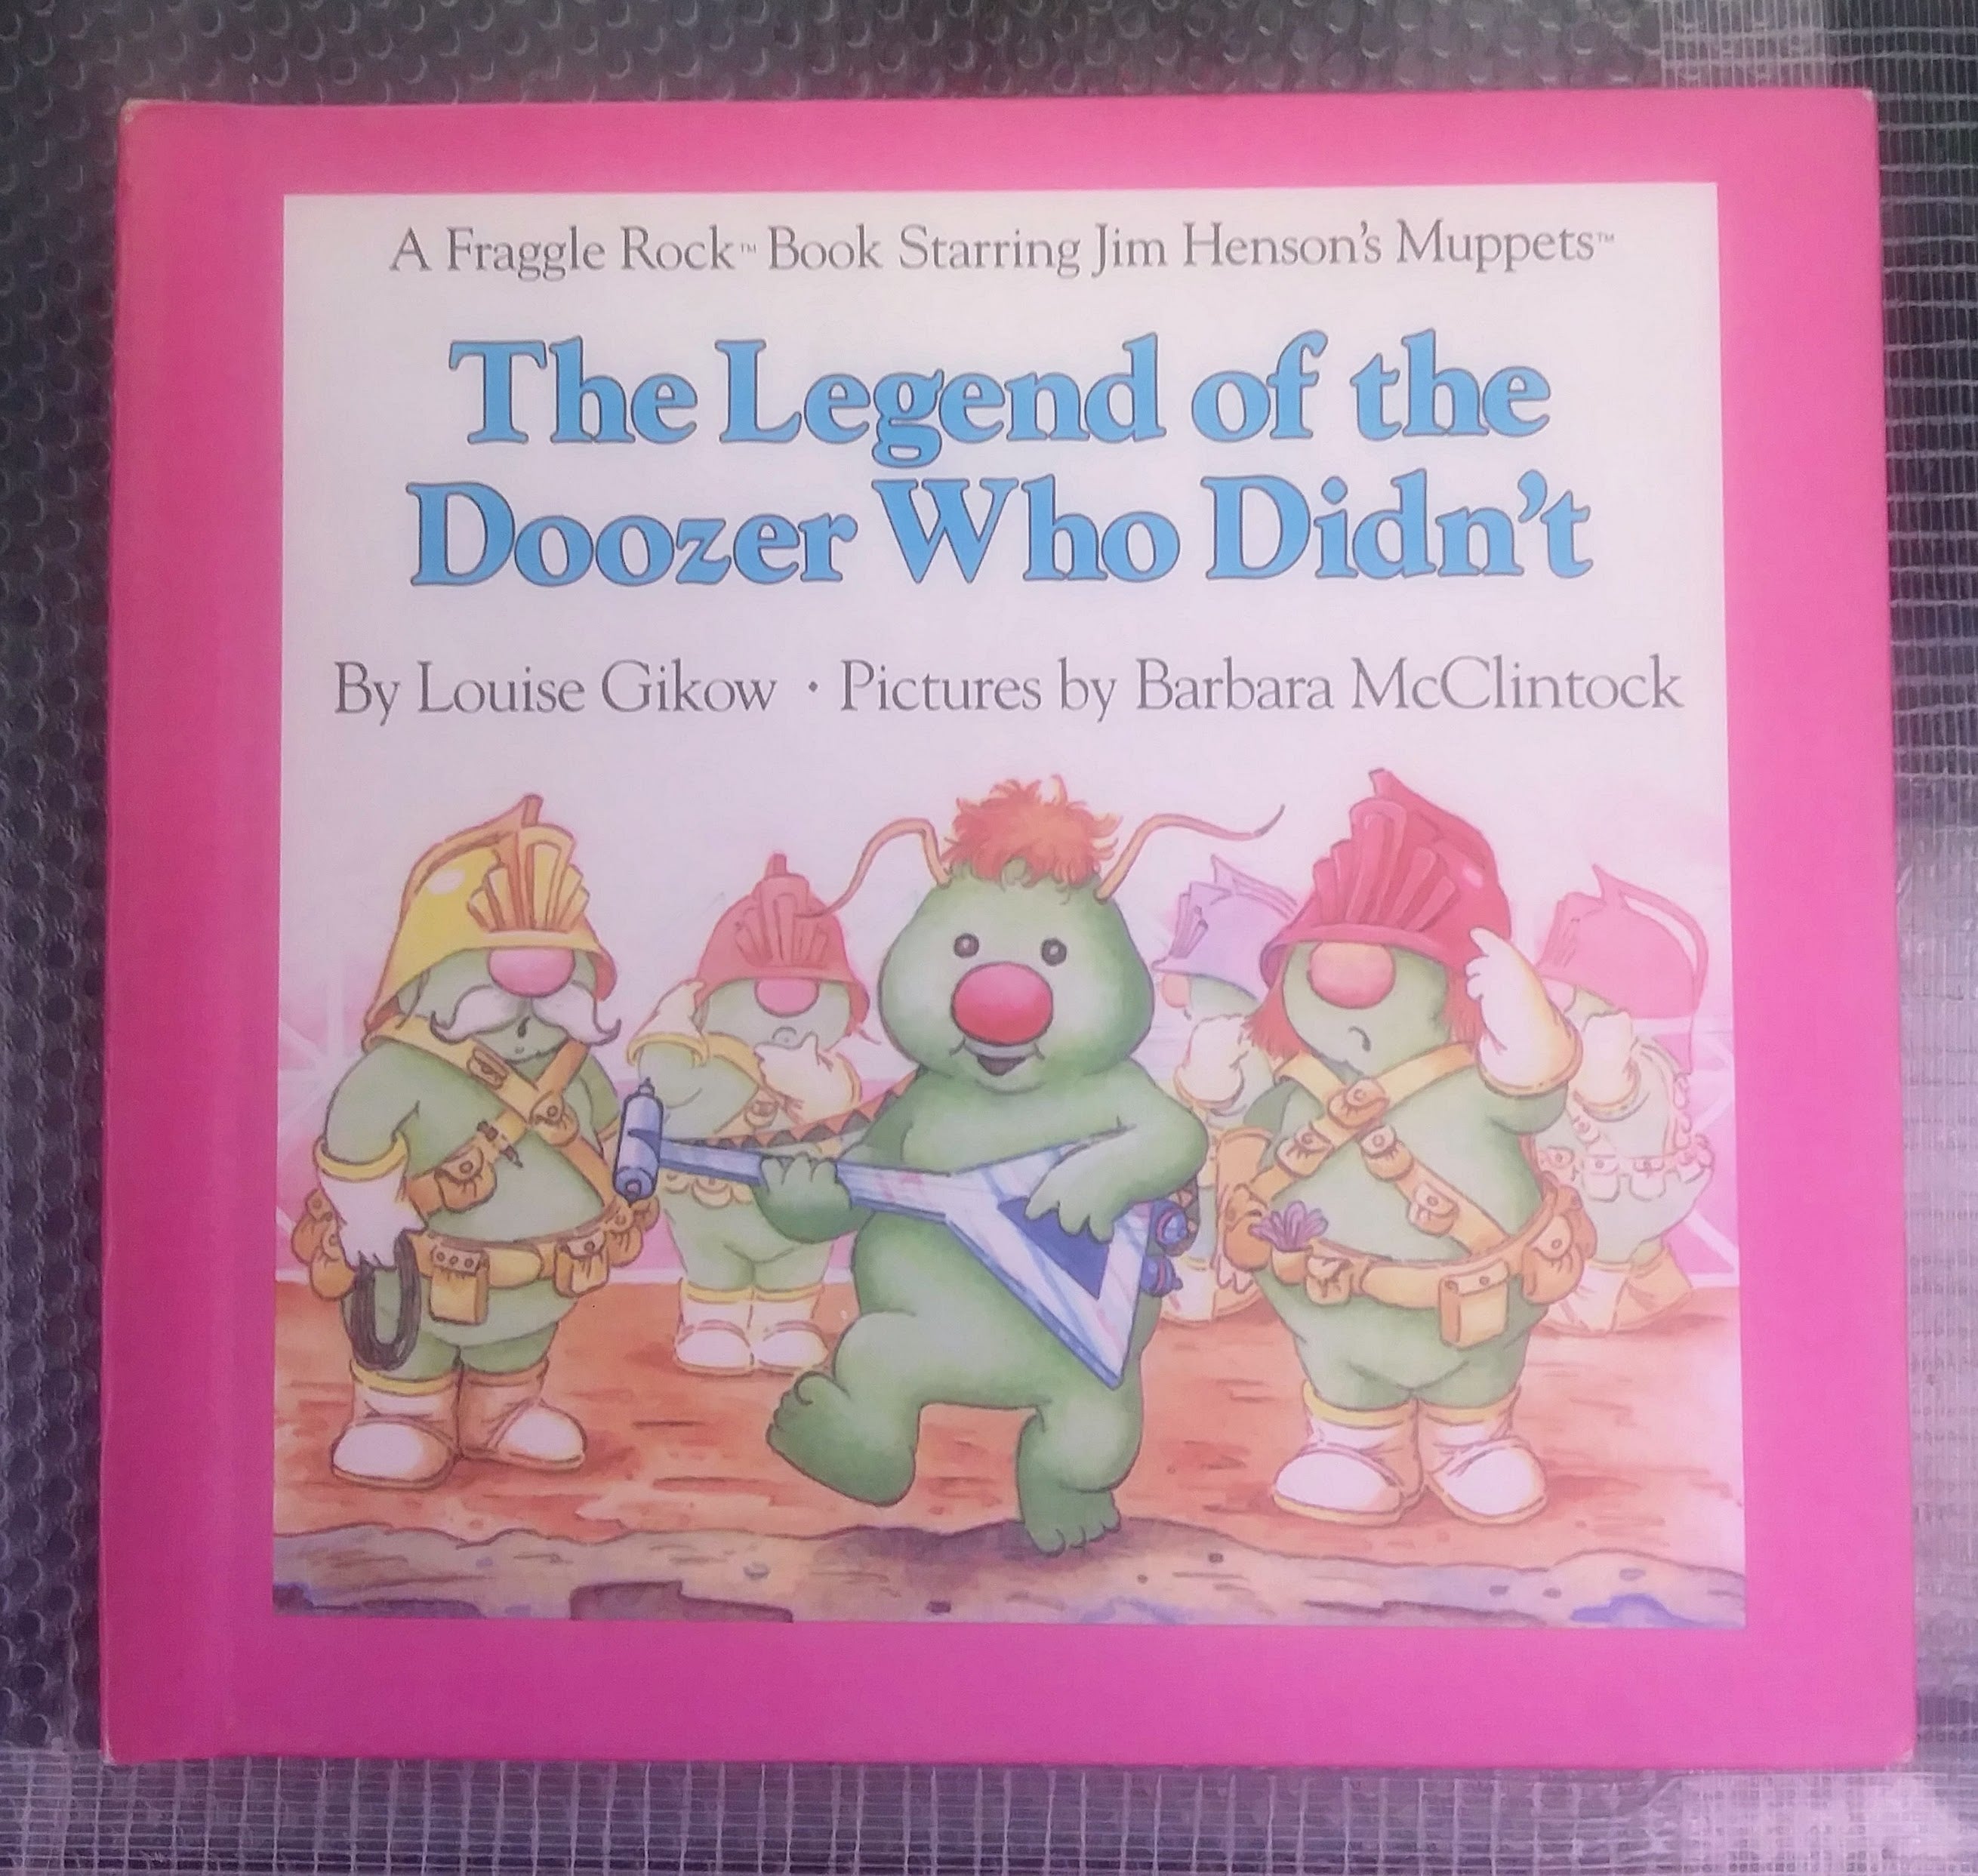 A Fraggle Rock™ Book Starring Jim Henson's Muppets™
The Legend of the
Doozer Who Didn't
By Louise Gikow · Pictures by Barbara McClintock